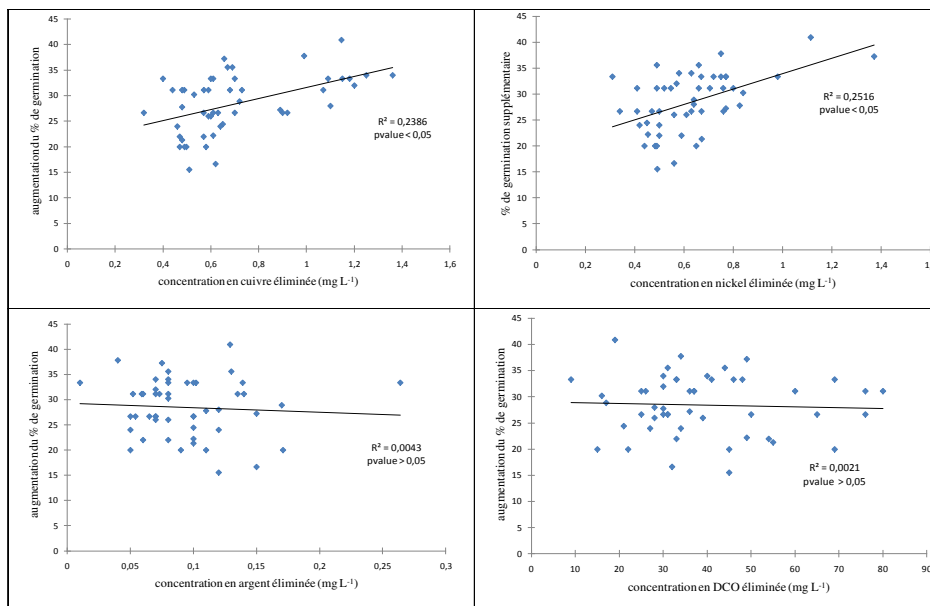 45
40
35
30
25
20
15
10
5
0
augmentation du % de germination
R² = 0,2386
pvalue < 0,05
0 0,2 0,4 0,6 0,8 1 1,2 1,4 1,6
concentration en cuivre éliminée (mg L⁻¹)
45
40
35
30
25
20
15
10
5
0
% de germination supplémentaire
R² = 0,2516
pvalue < 0,05
0 0,2 0,4 0,6 0,8 1 1,2 1,4 1,6
concentration en nickel éliminée (mg L⁻¹)
45
40
35
30
25
20
15
10
5
0
augmentation du % de germination
R² = 0,0043
pvalue > 0,05
0 0,05 0,1 0,15 0,2 0,25 0,3
concentration en argent éliminée (mg L⁻¹)
45
40
35
30
25
20
15
10
5
0
augmentation du % de germination
R² = 0,0021
pvalue > 0,05
0 10 20 30 40 50 60 70 80 90
concentration en DCO éliminée (mg L⁻¹)